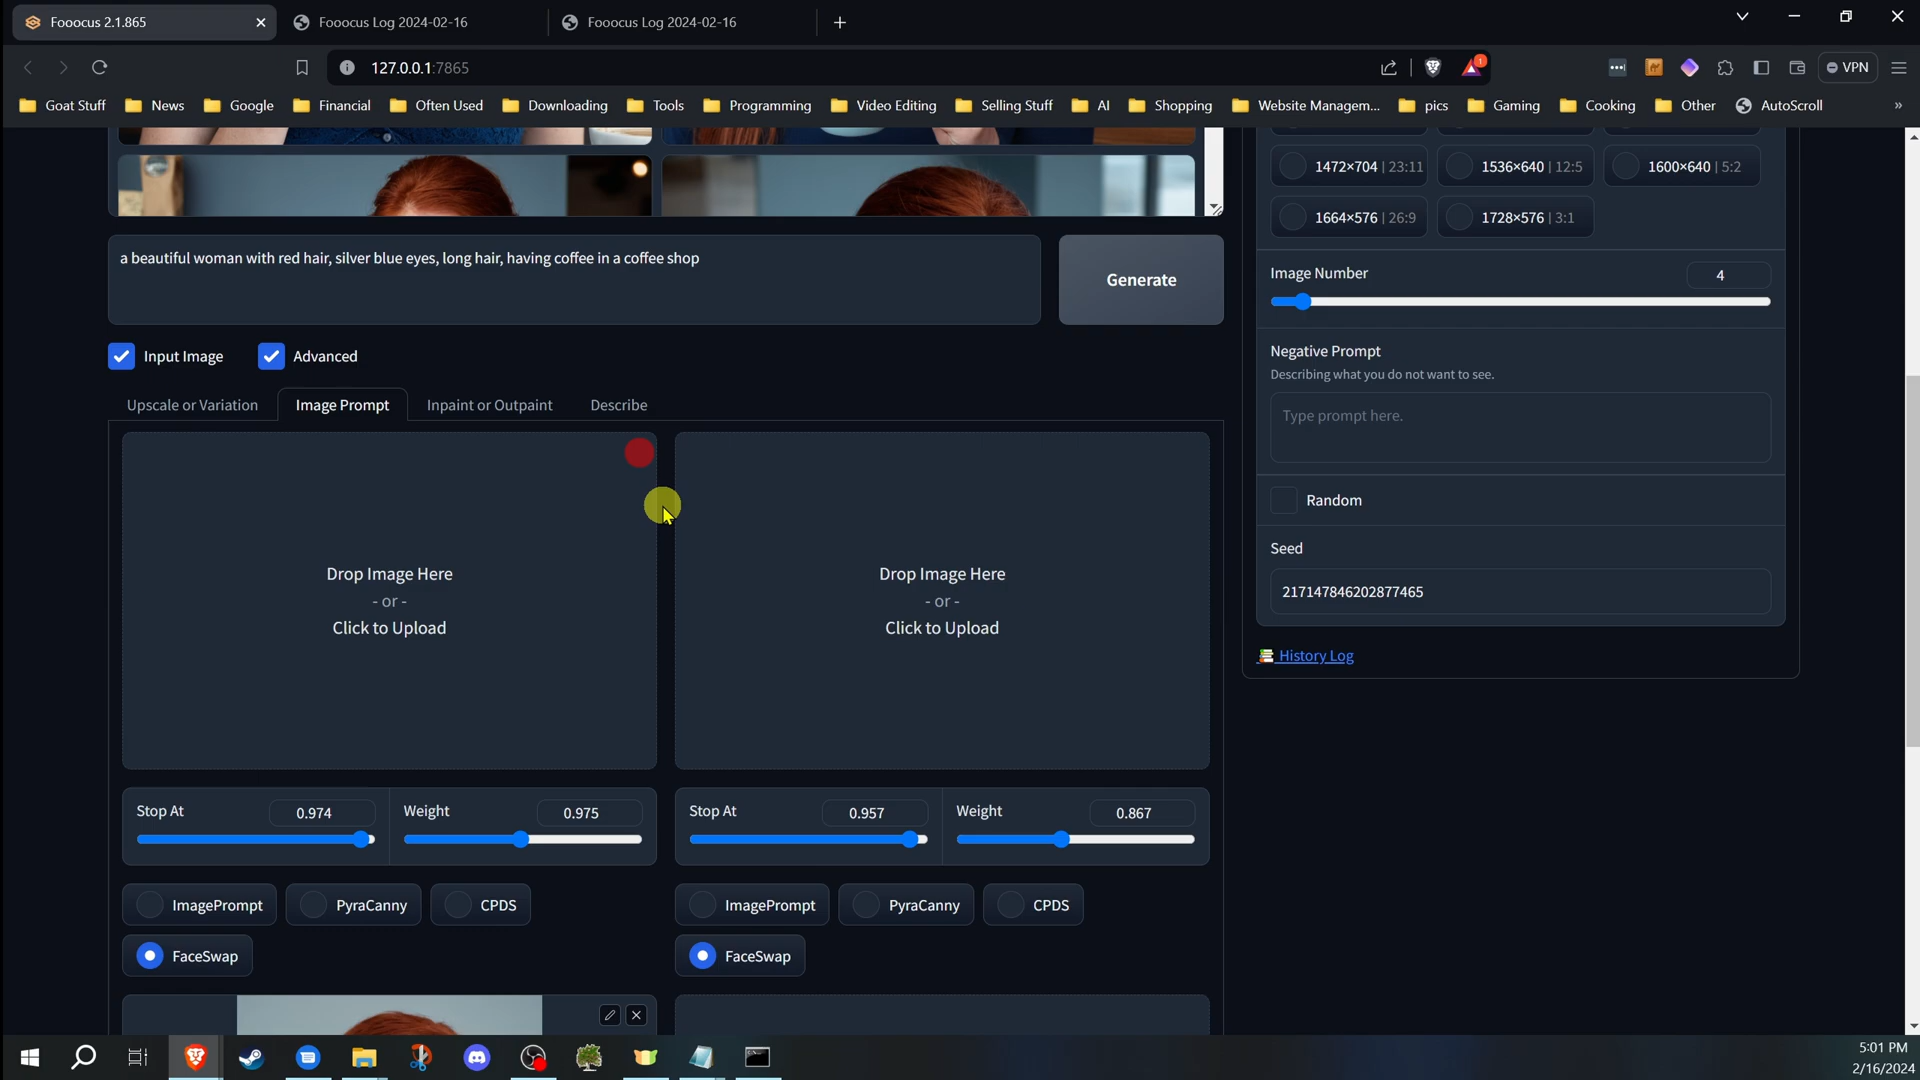 Fooocus 2.1.865
Fooocus Log 2024-02-16
Fooocus Log 2024-02-16
127.0.0.1:7865
1
VPN
Goat Stuff
News
Google
Financial
Often Used
Downloading
Tools
Programming
Video Editing
Selling Stuff
AI
Shopping
Website Managem...
pics
Gaming
Cooking
Other
AutoScroll
»
1472×704 | 23:11
1536×640 | 12:5
1600×640 | 5:2
1664×576 | 26:9
1728×576 | 3:1
a beautiful woman with red hair, silver blue eyes, long hair, having coffee in a coffee shop
Generate
Image Number
4
Input Image
Advanced
Negative Prompt
Describing what you do not want to see.
Type prompt here.
Upscale or Variation
Image Prompt
Inpaint or Outpaint
Describe
Random
Seed
217147846202877465
History Log
Drop Image Here
- or -
Click to Upload
Drop Image Here
- or -
Click to Upload
Stop At
0.974
Weight
0.975
Stop At
0.957
Weight
0.867
ImagePrompt
PyraCanny
CPDS
FaceSwap
ImagePrompt
PyraCanny
CPDS
FaceSwap
5:01 PM
2/16/2024